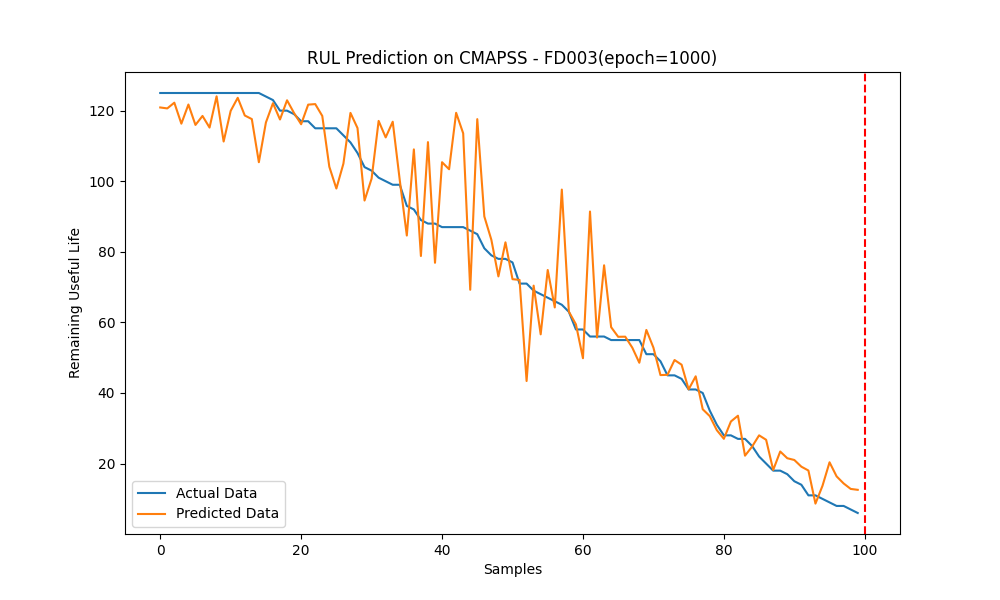 RUL Prediction on CMAPSS - FD003(epoch=1000)
Remaining Useful Life
120
100
80
60
40
20
Actual Data
Predicted Data
0
20
40
60
80
100
Samples